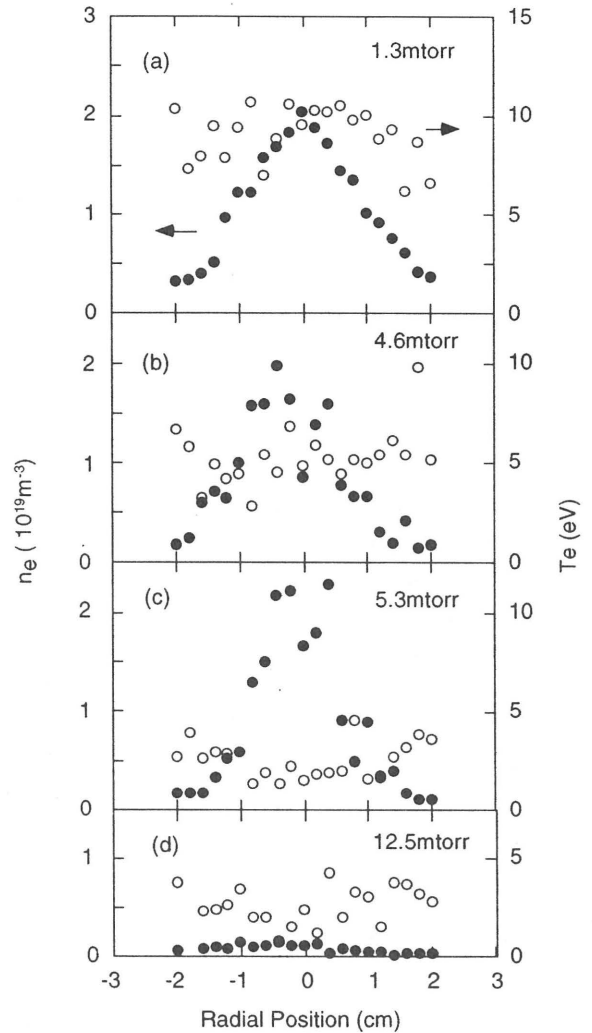 3
15
(a)
1.3mtorr
2
10
1
5
0
0
4.6mtorr
(b)
2
10
1
5
0
0
(c)
5.3mtorr
2
10
1
5
0
0
(d)
12.5mtorr
1
5
0
0
-3 -2 -1 0 1 2 3
Radial Position (cm)
ne ( 10¹⁹m⁻³)
Te (eV)